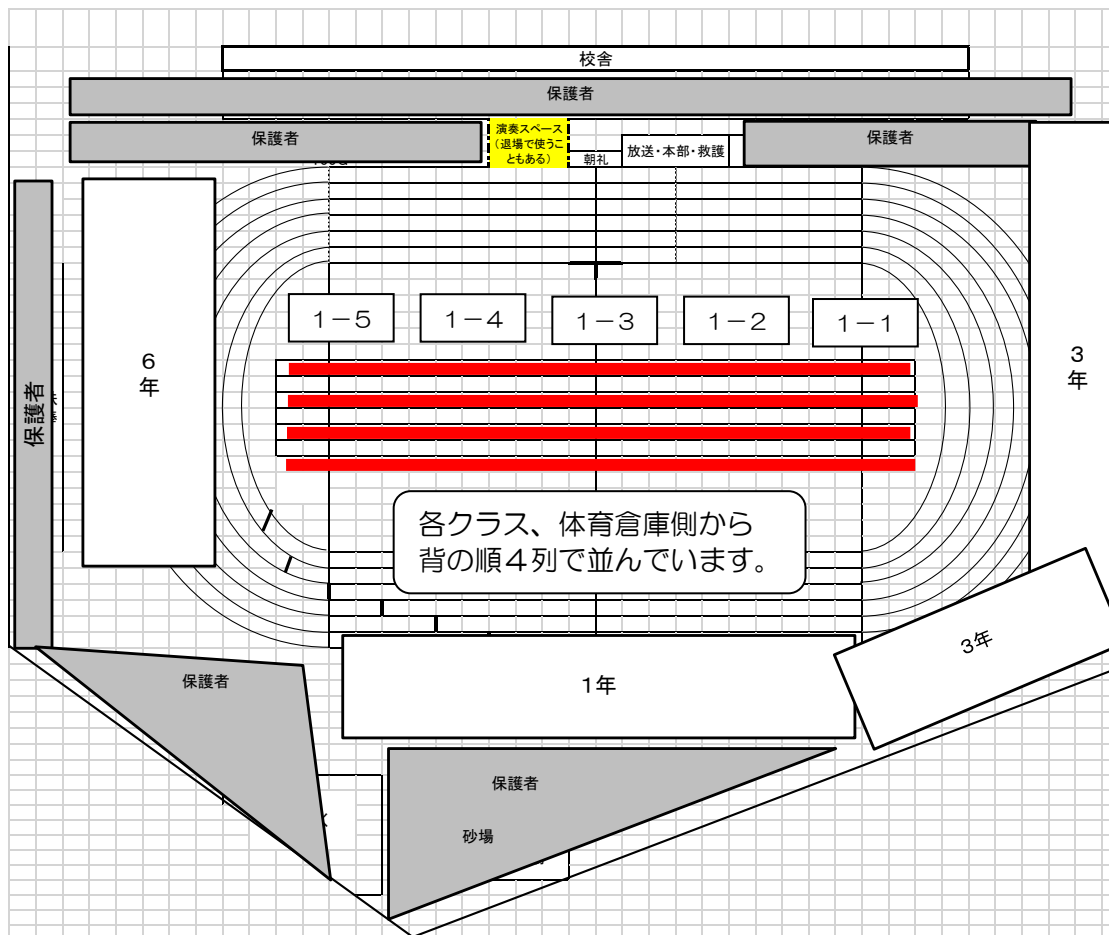 校舎
保護者
保護者
演奏スペース
（退場で使うこ
ともある）
朝礼
放送・本部・救護
保護者
保護者
6
年
3
年
1－5
1－4
1－3
1－2
1－1
各クラス、体育倉庫側から
背の順４列で並んでいます。
保護者
1年
3年
保護者
砂場